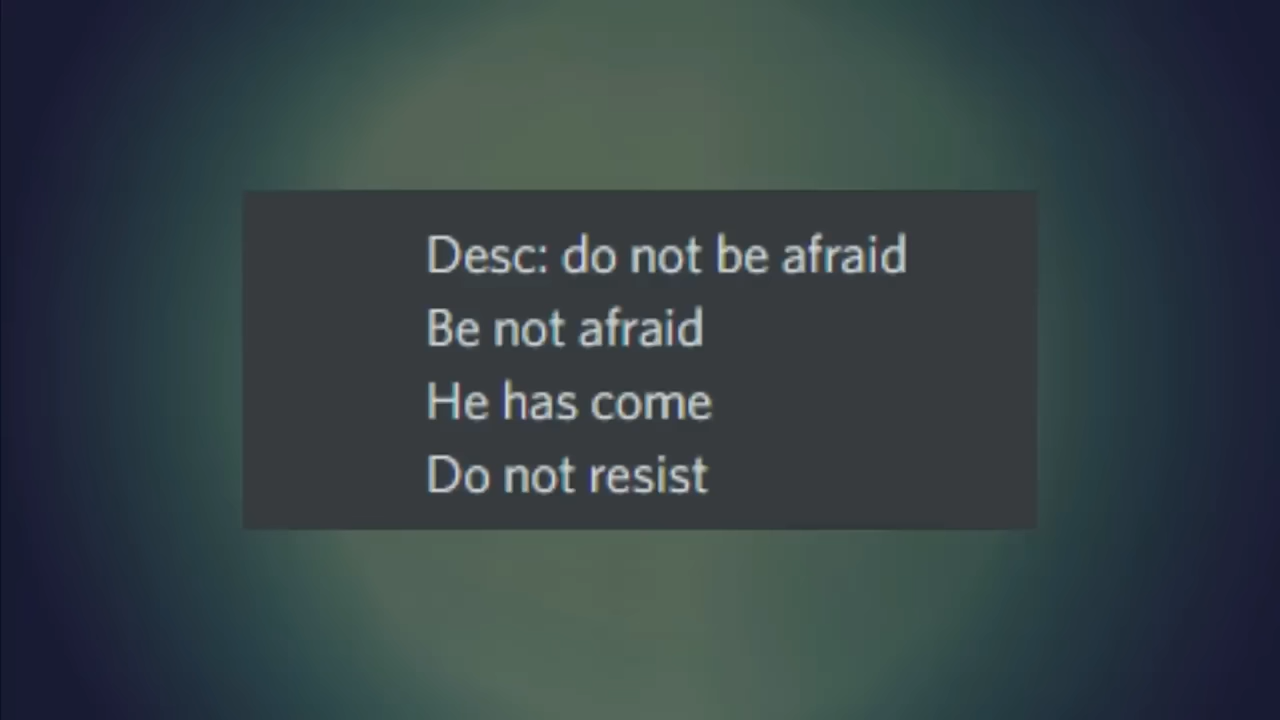 Desc: do not be afraid
Be not afraid
He has come
Do not resist